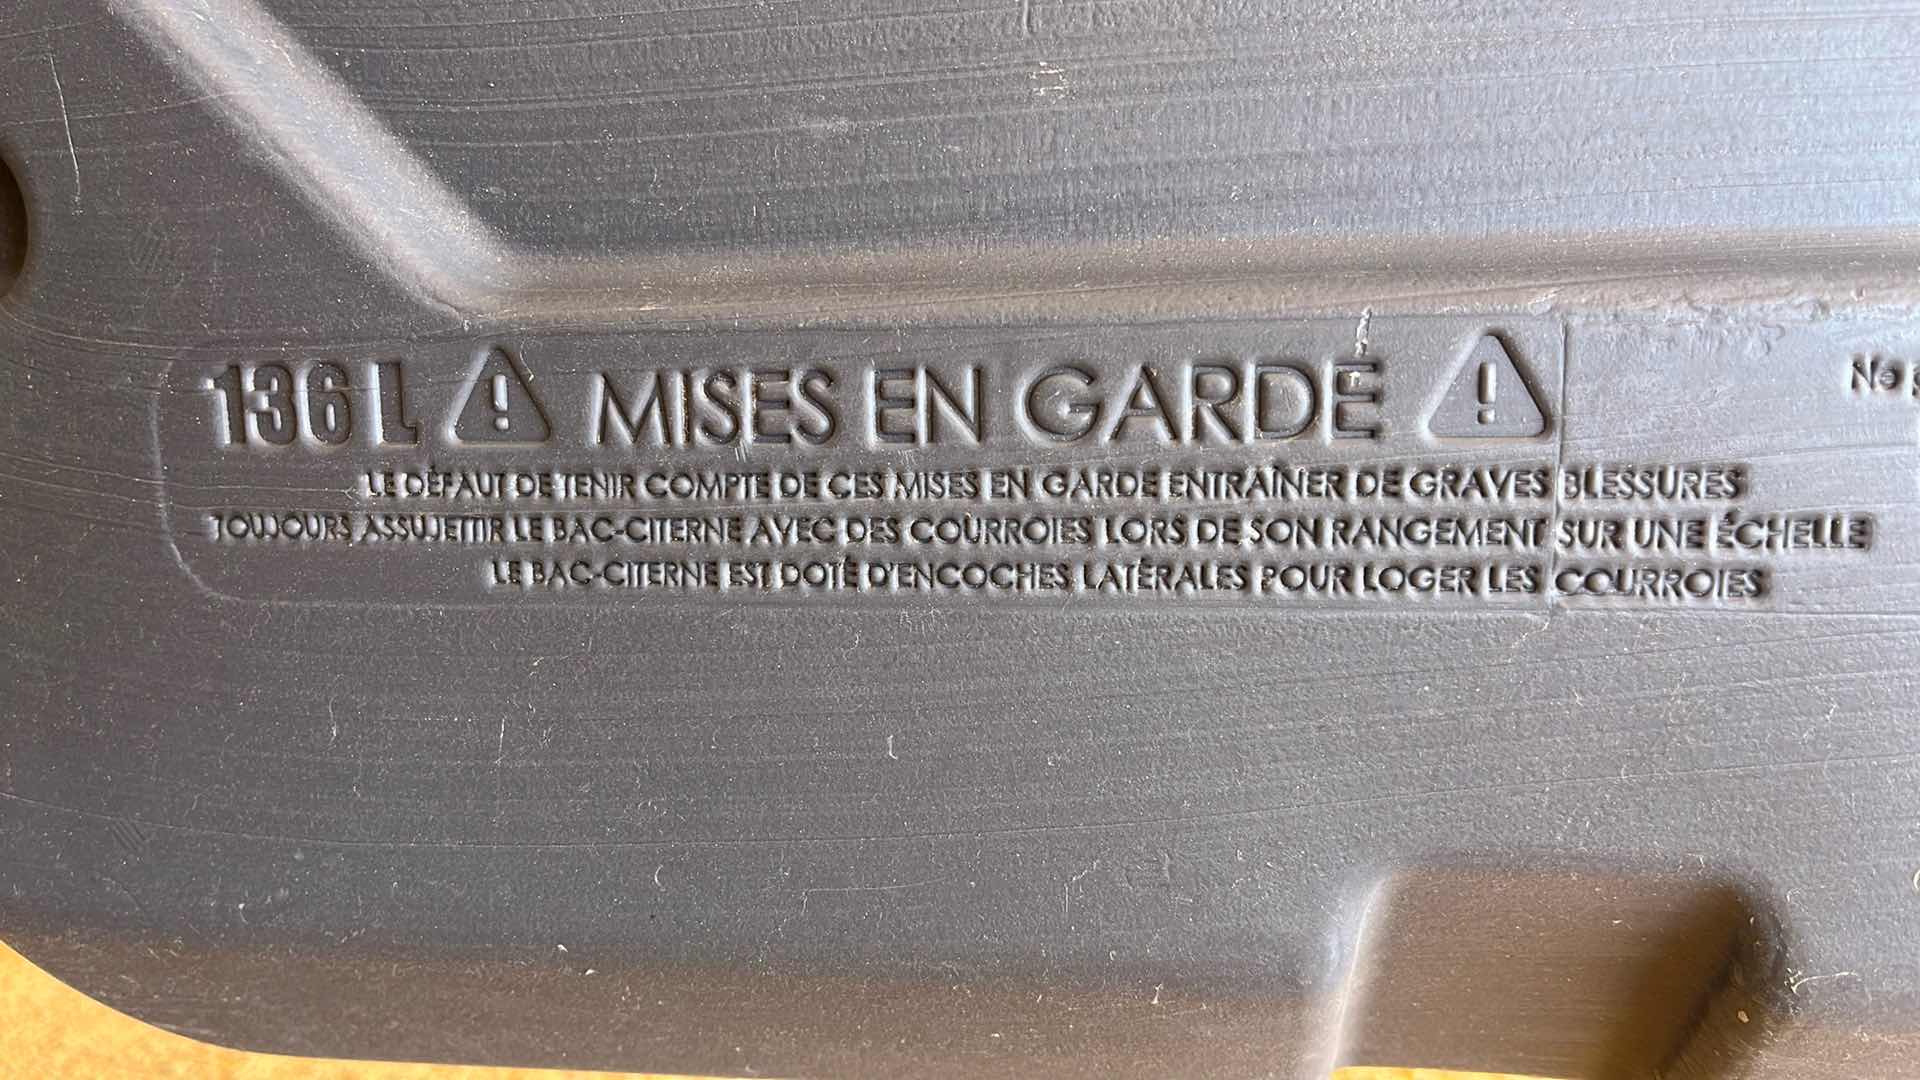 136 L MISES EN GARDE
LE DÉFAUT DE TENIR COMPTE DE CES MISES EN GARDE ENTRAÎNER DE GRAVES BLESSURES
TOUJOURS ASSUJETTIR LE BAC-CITERNE AVEC DES COURROIES LORS DE SON RANGEMENT SUR UNE ÉCHELLE
LE BAC-CITERNE EST DOTÉ D'ENCOCHES LATÉRALES POUR LOGER LES COURROIES
Ne